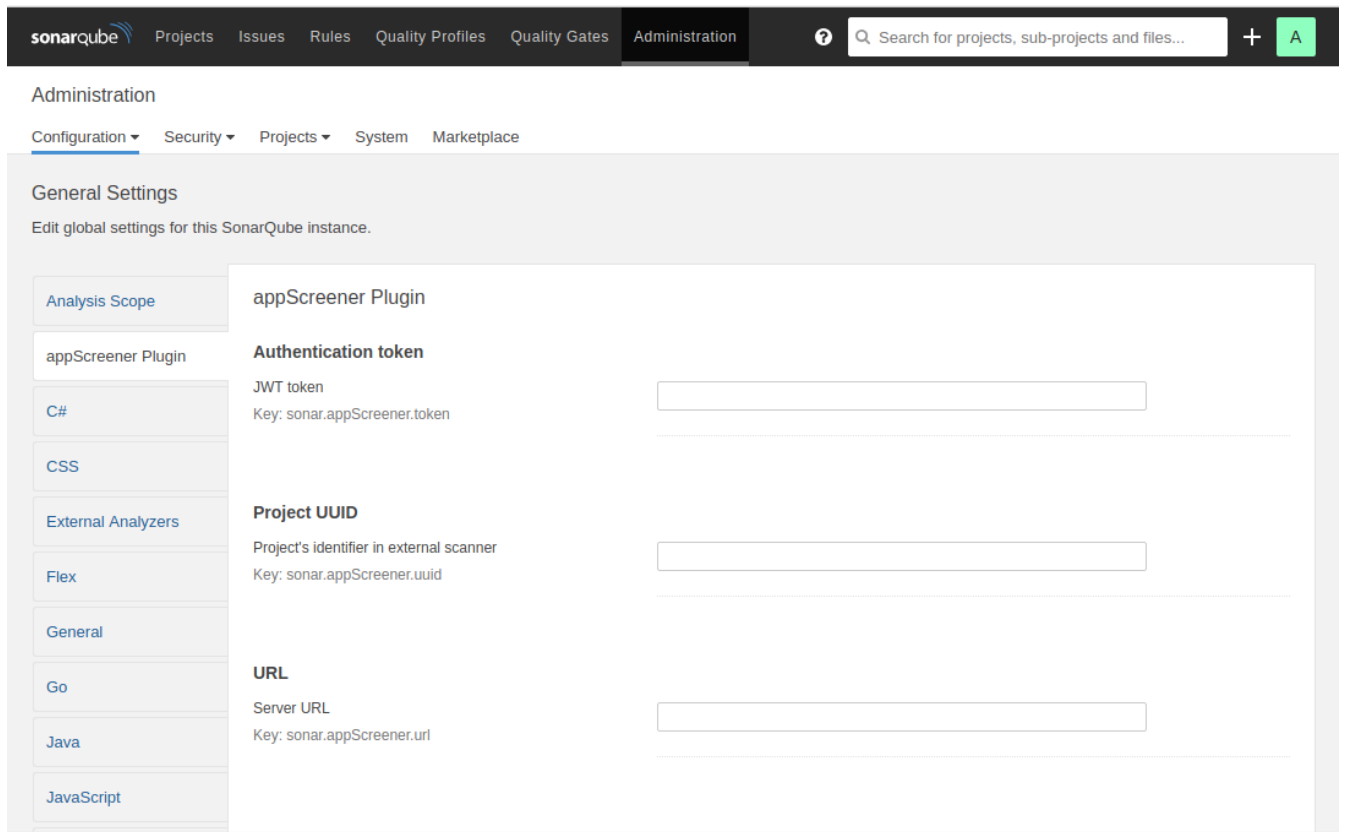 sonarqube Projects Issues Rules Quality Profiles Quality Gates Administration ? Search for projects, sub-projects and files... + A
Administration
Configuration Security Projects System Marketplace
General Settings
Edit global settings for this SonarQube instance.
Analysis Scope
appScreener Plugin
C#
CSS
External Analyzers
Flex
General
Go
Java
JavaScript
appScreener Plugin
Authentication token
JWT token
Key: sonar.appScreener.token
Project UUID
Project's identifier in external scanner
Key: sonar.appScreener.uuid
URL
Server URL
Key: sonar.appScreener.url